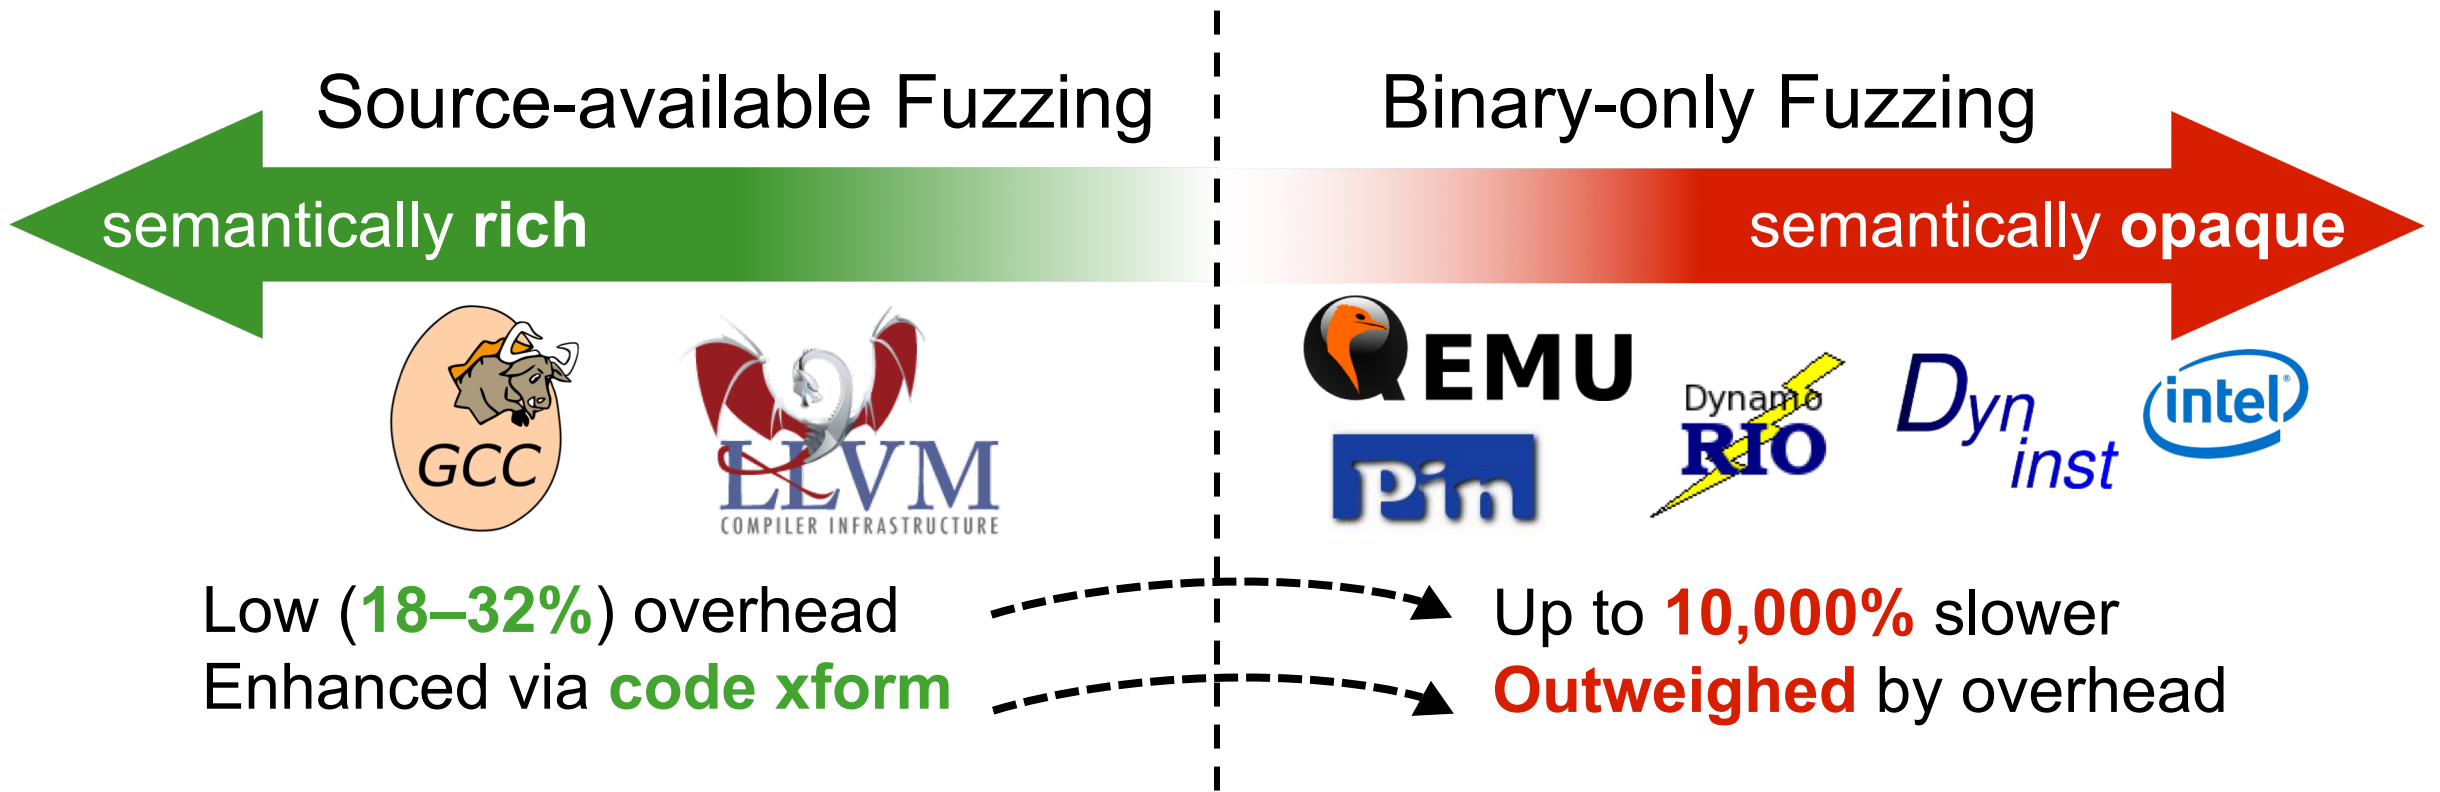 Source-available Fuzzing
Binary-only Fuzzing
semantically rich
semantically opaque
GCC
LLVM
COMPILER INFRASTRUCTURE
QEMU
Pin
Dynamo
RIO
Dyn
inst
intel®
Low (18–32%) overhead
Enhanced via code xform
Up to 10,000% slower
Outweighed by overhead